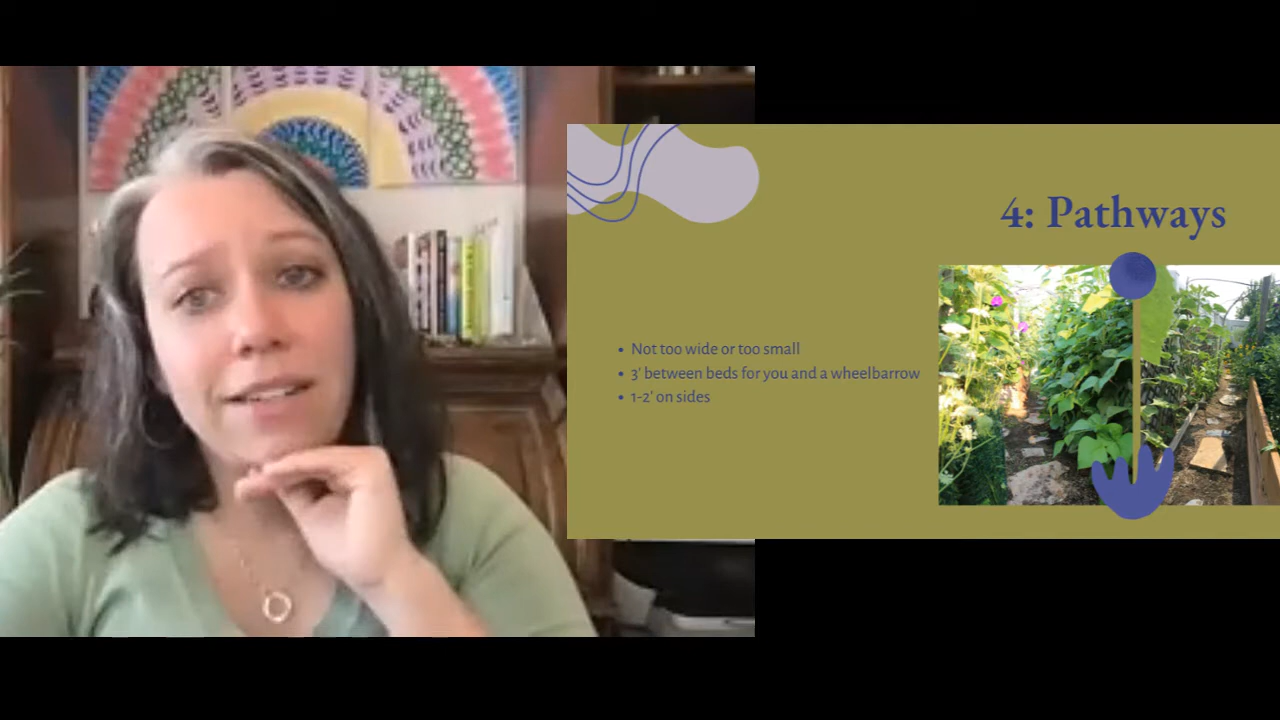 4: Pathways
• Not too wide or too small
• 3' between beds for you and a wheelbarrow
• 1-2' on sides